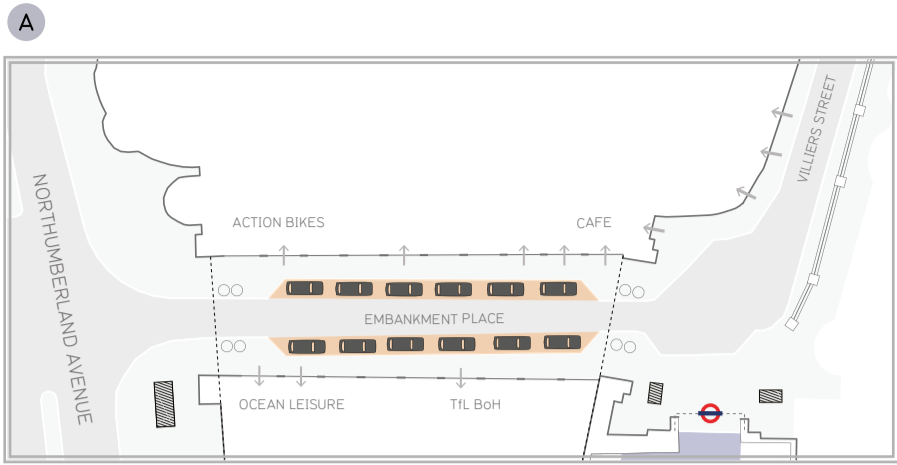 A
VILLIERS STREET
NORTHUMBERLAND AVENUE
ACTION BIKES
CAFE
EMBANKMENT PLACE
OCEAN LEISURE
TfL BoH